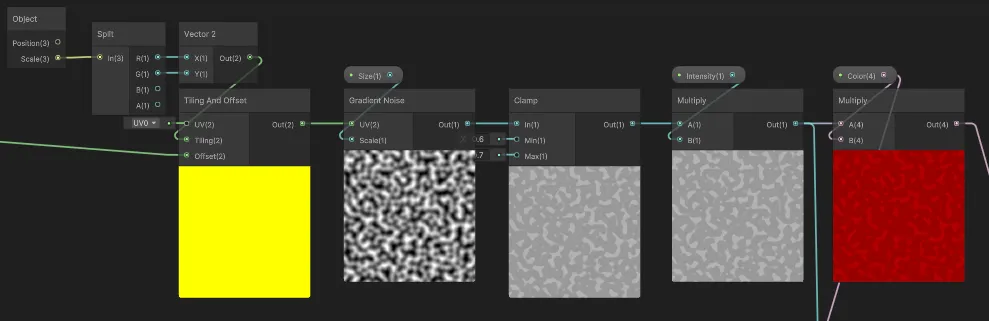 Object
Position(3)
Scale(3)
Split
In(3)
R(1)
G(1)
B(1)
A(1)
Vector 2
X(1)
Y(1)
Out(2)
UV0
Tiling And Offset
UV(2)
Tiling(2)
Offset(2)
Out(2)
Size(1)
Gradient Noise
UV(2)
Scale(1)
Out(1)
X 0.6
.7
Clamp
In(1)
Min(1)
Max(1)
Out(1)
Intensity(1)
Multiply
A(1)
B(1)
Out(1)
Color(4)
Multiply
A(4)
B(4)
Out(4)